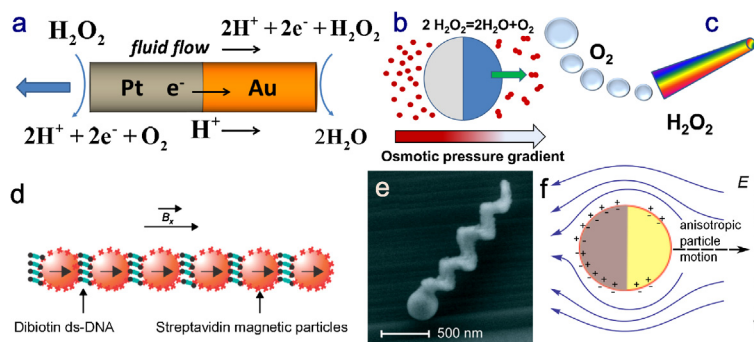 a
H₂O₂
fluid flow
2H⁺ + 2e⁻ + H₂O₂
Pt
e⁻
Au
2H⁺ + 2e⁻ + O₂
H⁺
2H₂O
b
2 H₂O₂=2H₂O+O₂
Osmotic pressure gradient
c
O₂
H₂O₂
d
Bₓ
Dibiotin ds-DNA
Streptavidin magnetic particles
e
500 nm
f
E
anisotropic
particle
motion